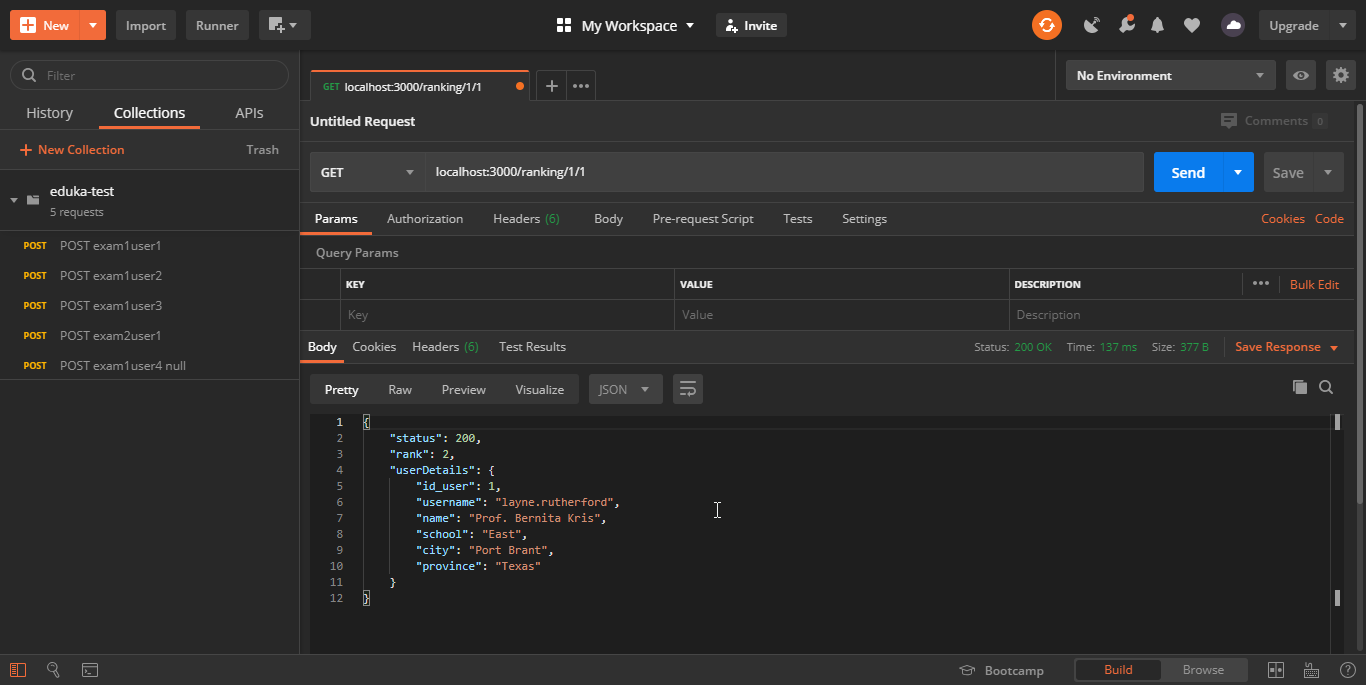 New Import Runner My Workspace Invite Upgrade
Filter
History Collections APIs
New Collection Trash
eduka-test
5 requests
POST POST exam1user1
POST POST exam1user2
POST POST exam1user3
POST POST exam2user1
POST POST exam1user4 null
GET localhost:3000/ranking/1/1
No Environment
Untitled Request
Comments 0
GET localhost:3000/ranking/1/1 Send Save
Params Authorization Headers (6) Body Pre-request Script Tests Settings Cookies Code
Query Params
KEY VALUE DESCRIPTION Bulk Edit
Key Value Description
Body Cookies Headers (6) Test Results Status: 200 OK Time: 137 ms Size: 377 B Save Response
Pretty Raw Preview Visualize JSON
1 {
2 "status": 200,
3 "rank": 2,
4 "userDetails": {
5 "id_user": 1,
6 "username": "layne.rutherford",
7 "name": "Prof. Bernita Kris",
8 "school": "East",
9 "city": "Port Brant",
10 "province": "Texas"
11 }
12 }
Bootcamp Build Browse